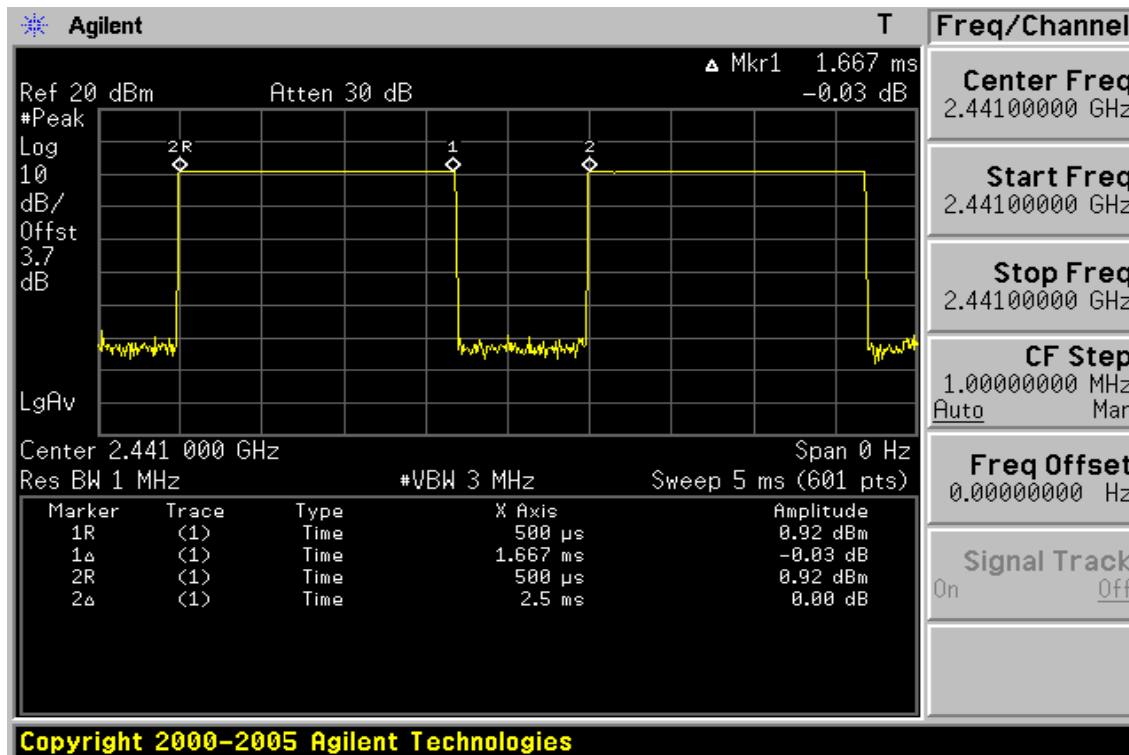 Agilent T
Freq/Channel
▵ Mkr1 1.667 ms
Ref 20 dBm Atten 30 dB -0.03 dB
#Peak
Log
10
dB/
Offst
3.7
dB
2R 1 2
LgAv
Center 2.441 000 GHz Span 0 Hz
Res BW 1 MHz #VBW 3 MHz Sweep 5 ms (601 pts)
Marker Trace Type X Axis Amplitude
1R (1) Time 500 µs 0.92 dBm
1▵ (1) Time 1.667 ms -0.03 dB
2R (1) Time 500 µs 0.92 dBm
2▵ (1) Time 2.5 ms 0.00 dB
Center Freq
2.44100000 GHz
Start Freq
2.44100000 GHz
Stop Freq
2.44100000 GHz
CF Step
1.00000000 MHz
Auto Man
Freq Offset
0.00000000 Hz
Signal Track
On Off
Copyright 2000-2005 Agilent Technologies